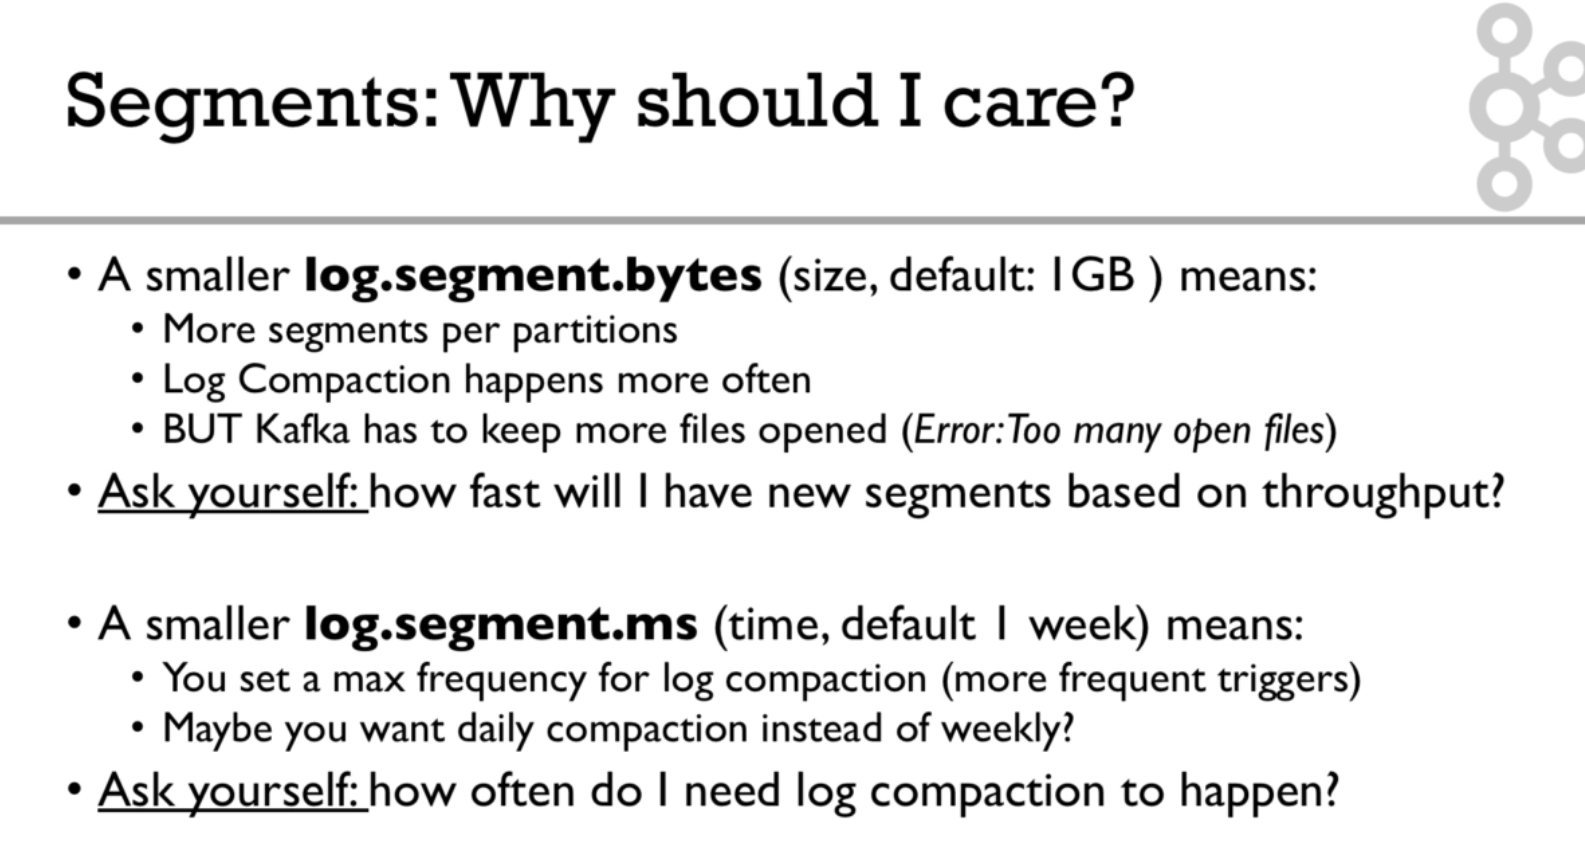 Segments: Why should I care?
• A smaller log.segment.bytes (size, default: 1GB ) means:
• More segments per partitions
• Log Compaction happens more often
• BUT Kafka has to keep more files opened (Error:Too many open files)
• Ask yourself: how fast will I have new segments based on throughput?
• A smaller log.segment.ms (time, default 1 week) means:
• You set a max frequency for log compaction (more frequent triggers)
• Maybe you want daily compaction instead of weekly?
• Ask yourself: how often do I need log compaction to happen?